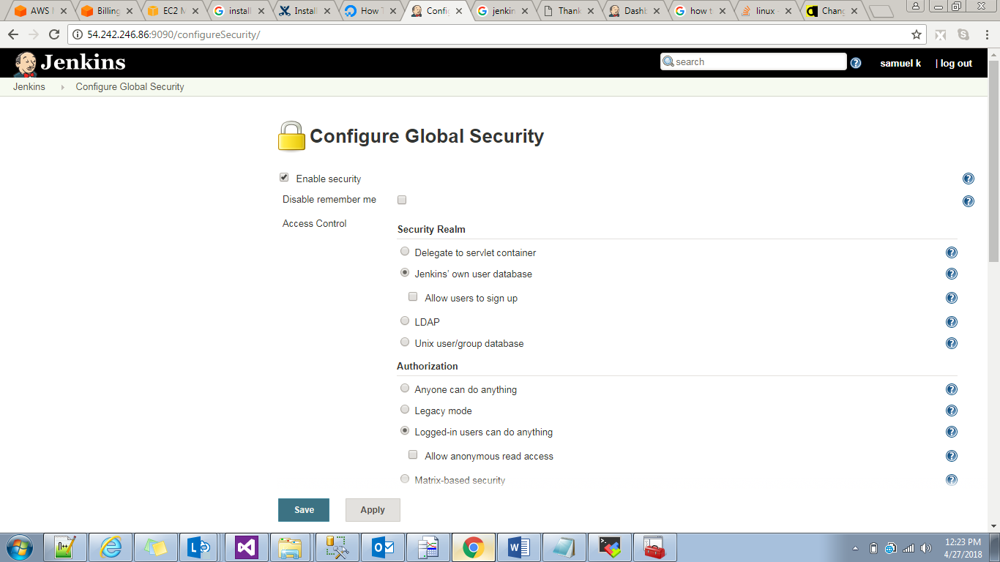 AWS Billing EC2 M install Install How T Config jenkin Thank Dash how t linux Chang
54.242.246.86:9090/configureSecurity/
Jenkins search samuel k | log out
Jenkins Configure Global Security
Configure Global Security
Enable security
Disable remember me
Access Control
Security Realm
Delegate to servlet container
Jenkins' own user database
Allow users to sign up
LDAP
Unix user/group database
Authorization
Anyone can do anything
Legacy mode
Logged-in users can do anything
Allow anonymous read access
Matrix-based security
Save Apply
12:23 PM
4/27/2018